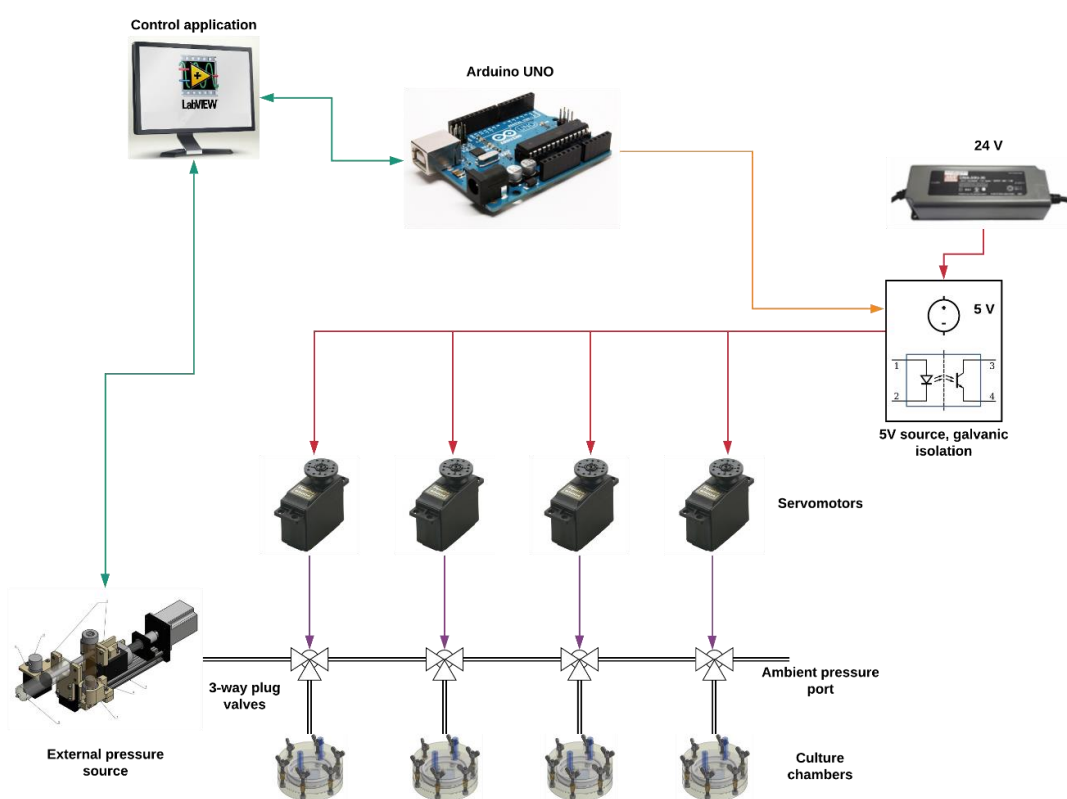 Control application
LabVIEW
Arduino UNO
24 V
5 V
1
3
2
4
5V source, galvanic
isolation
Servomotors
3-way plug
valves
Ambient pressure
port
External pressure
source
Culture
chambers